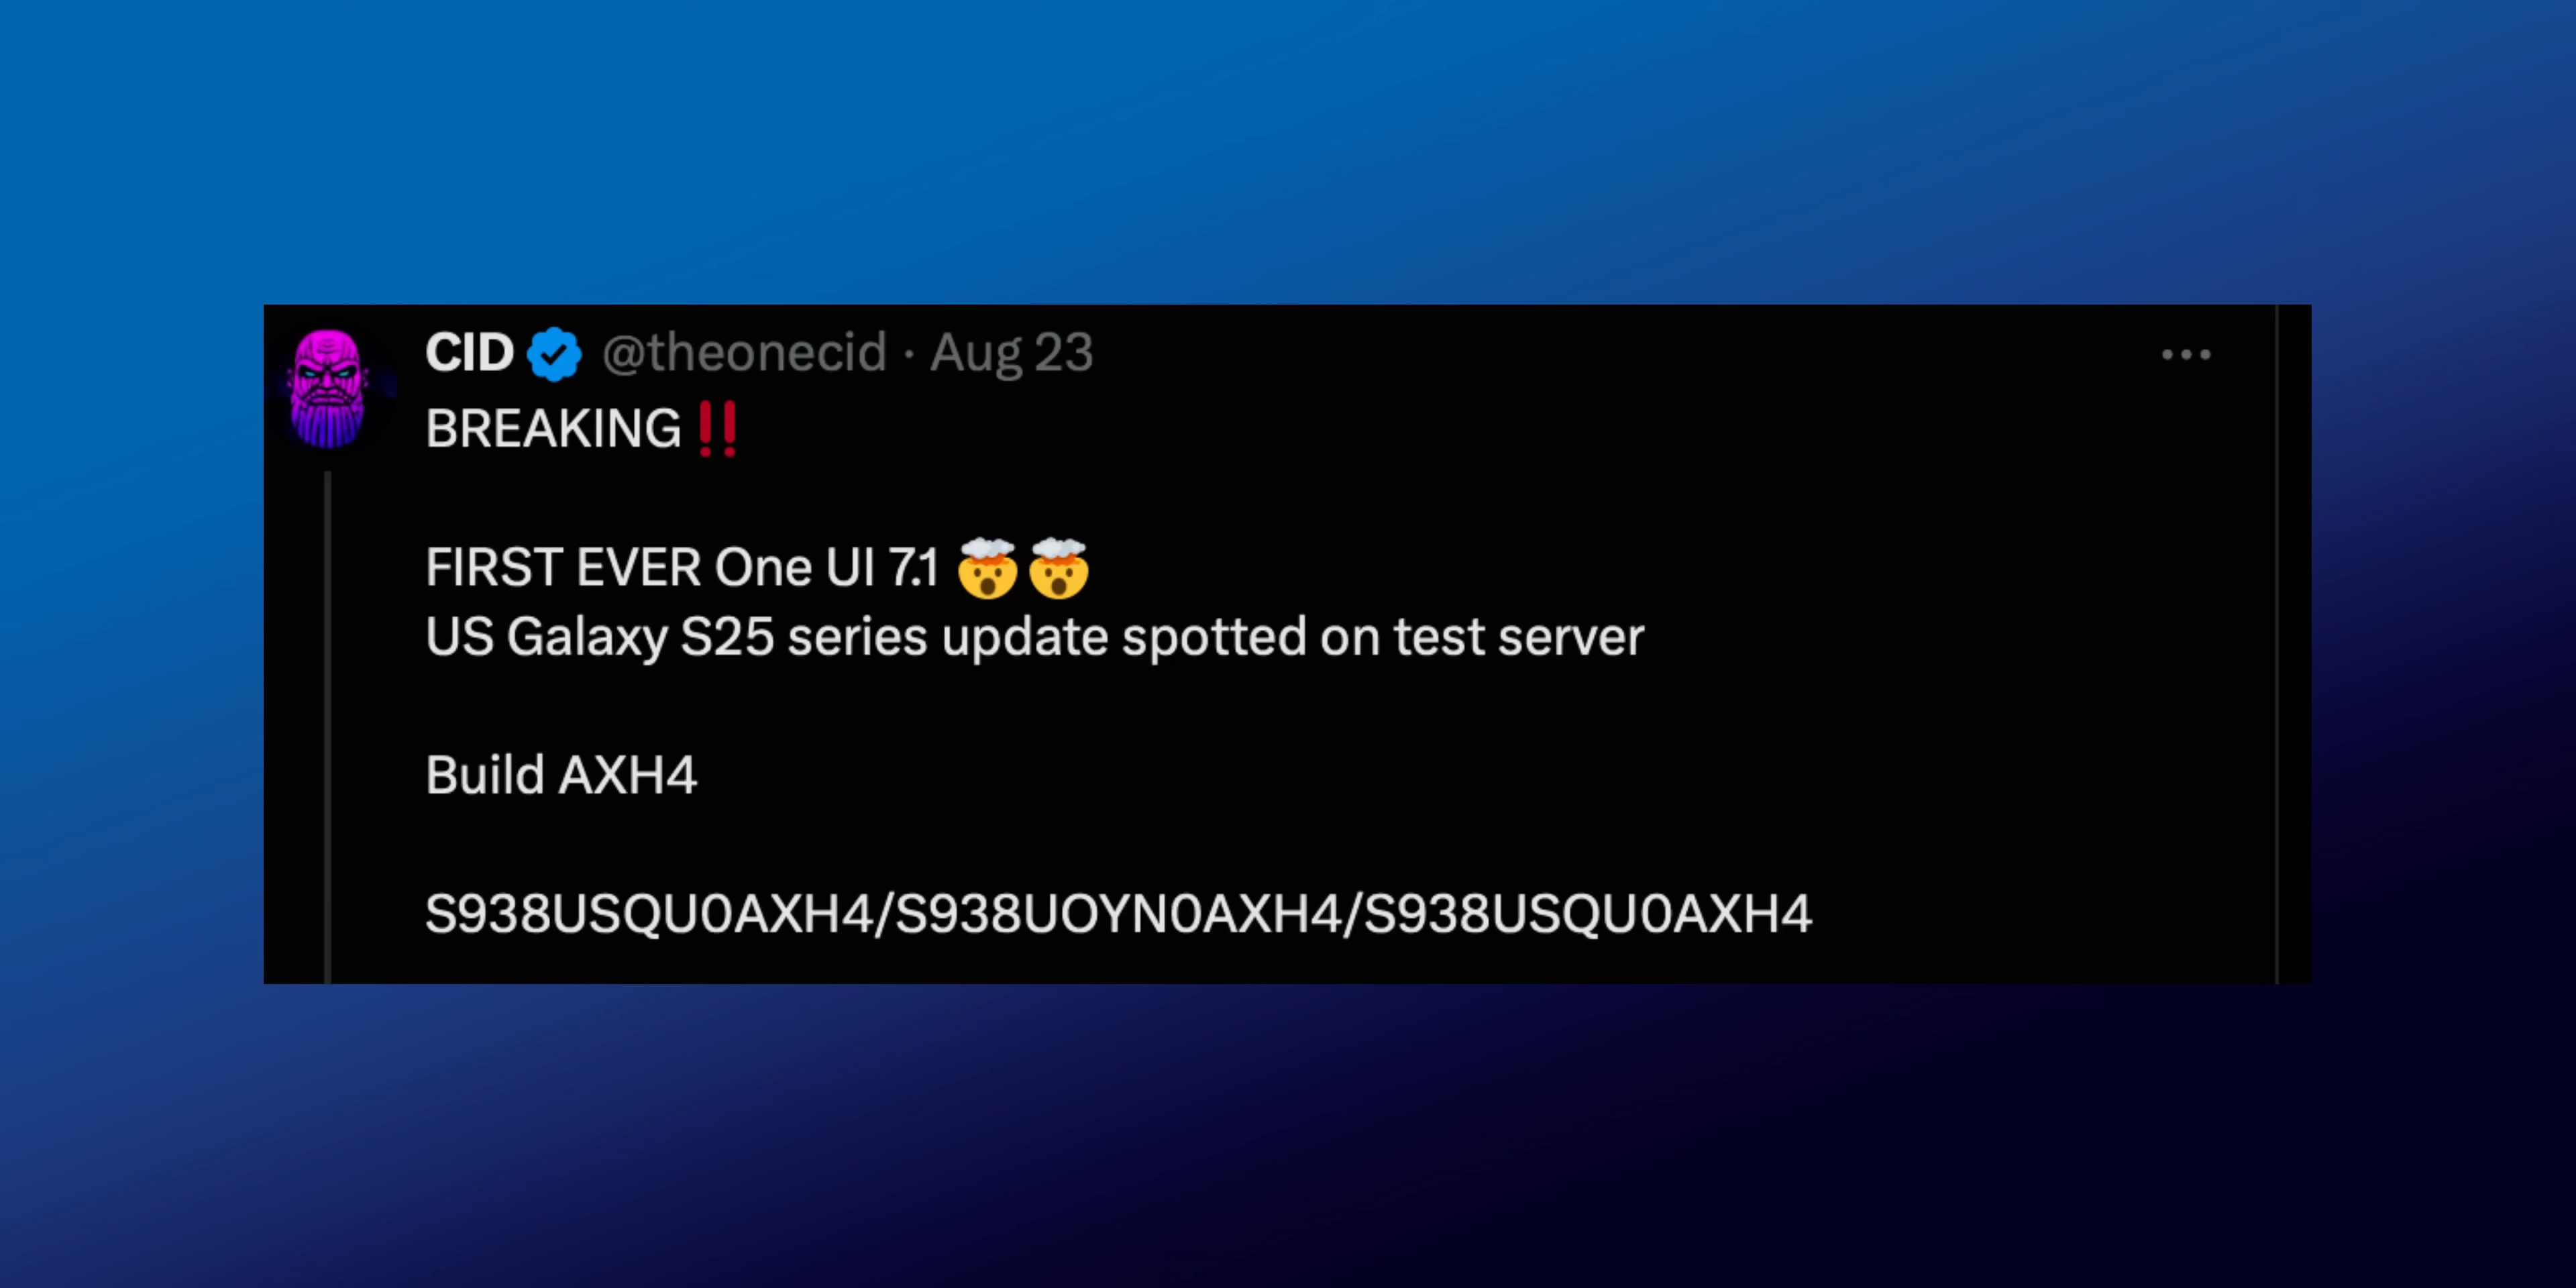 CID @theonecid · Aug 23
BREAKING‼️
FIRST EVER One UI 7.1 🤯🤯
US Galaxy S25 series update spotted on test server
Build AXH4
S938USQU0AXH4/S938UOYN0AXH4/S938USQU0AXH4